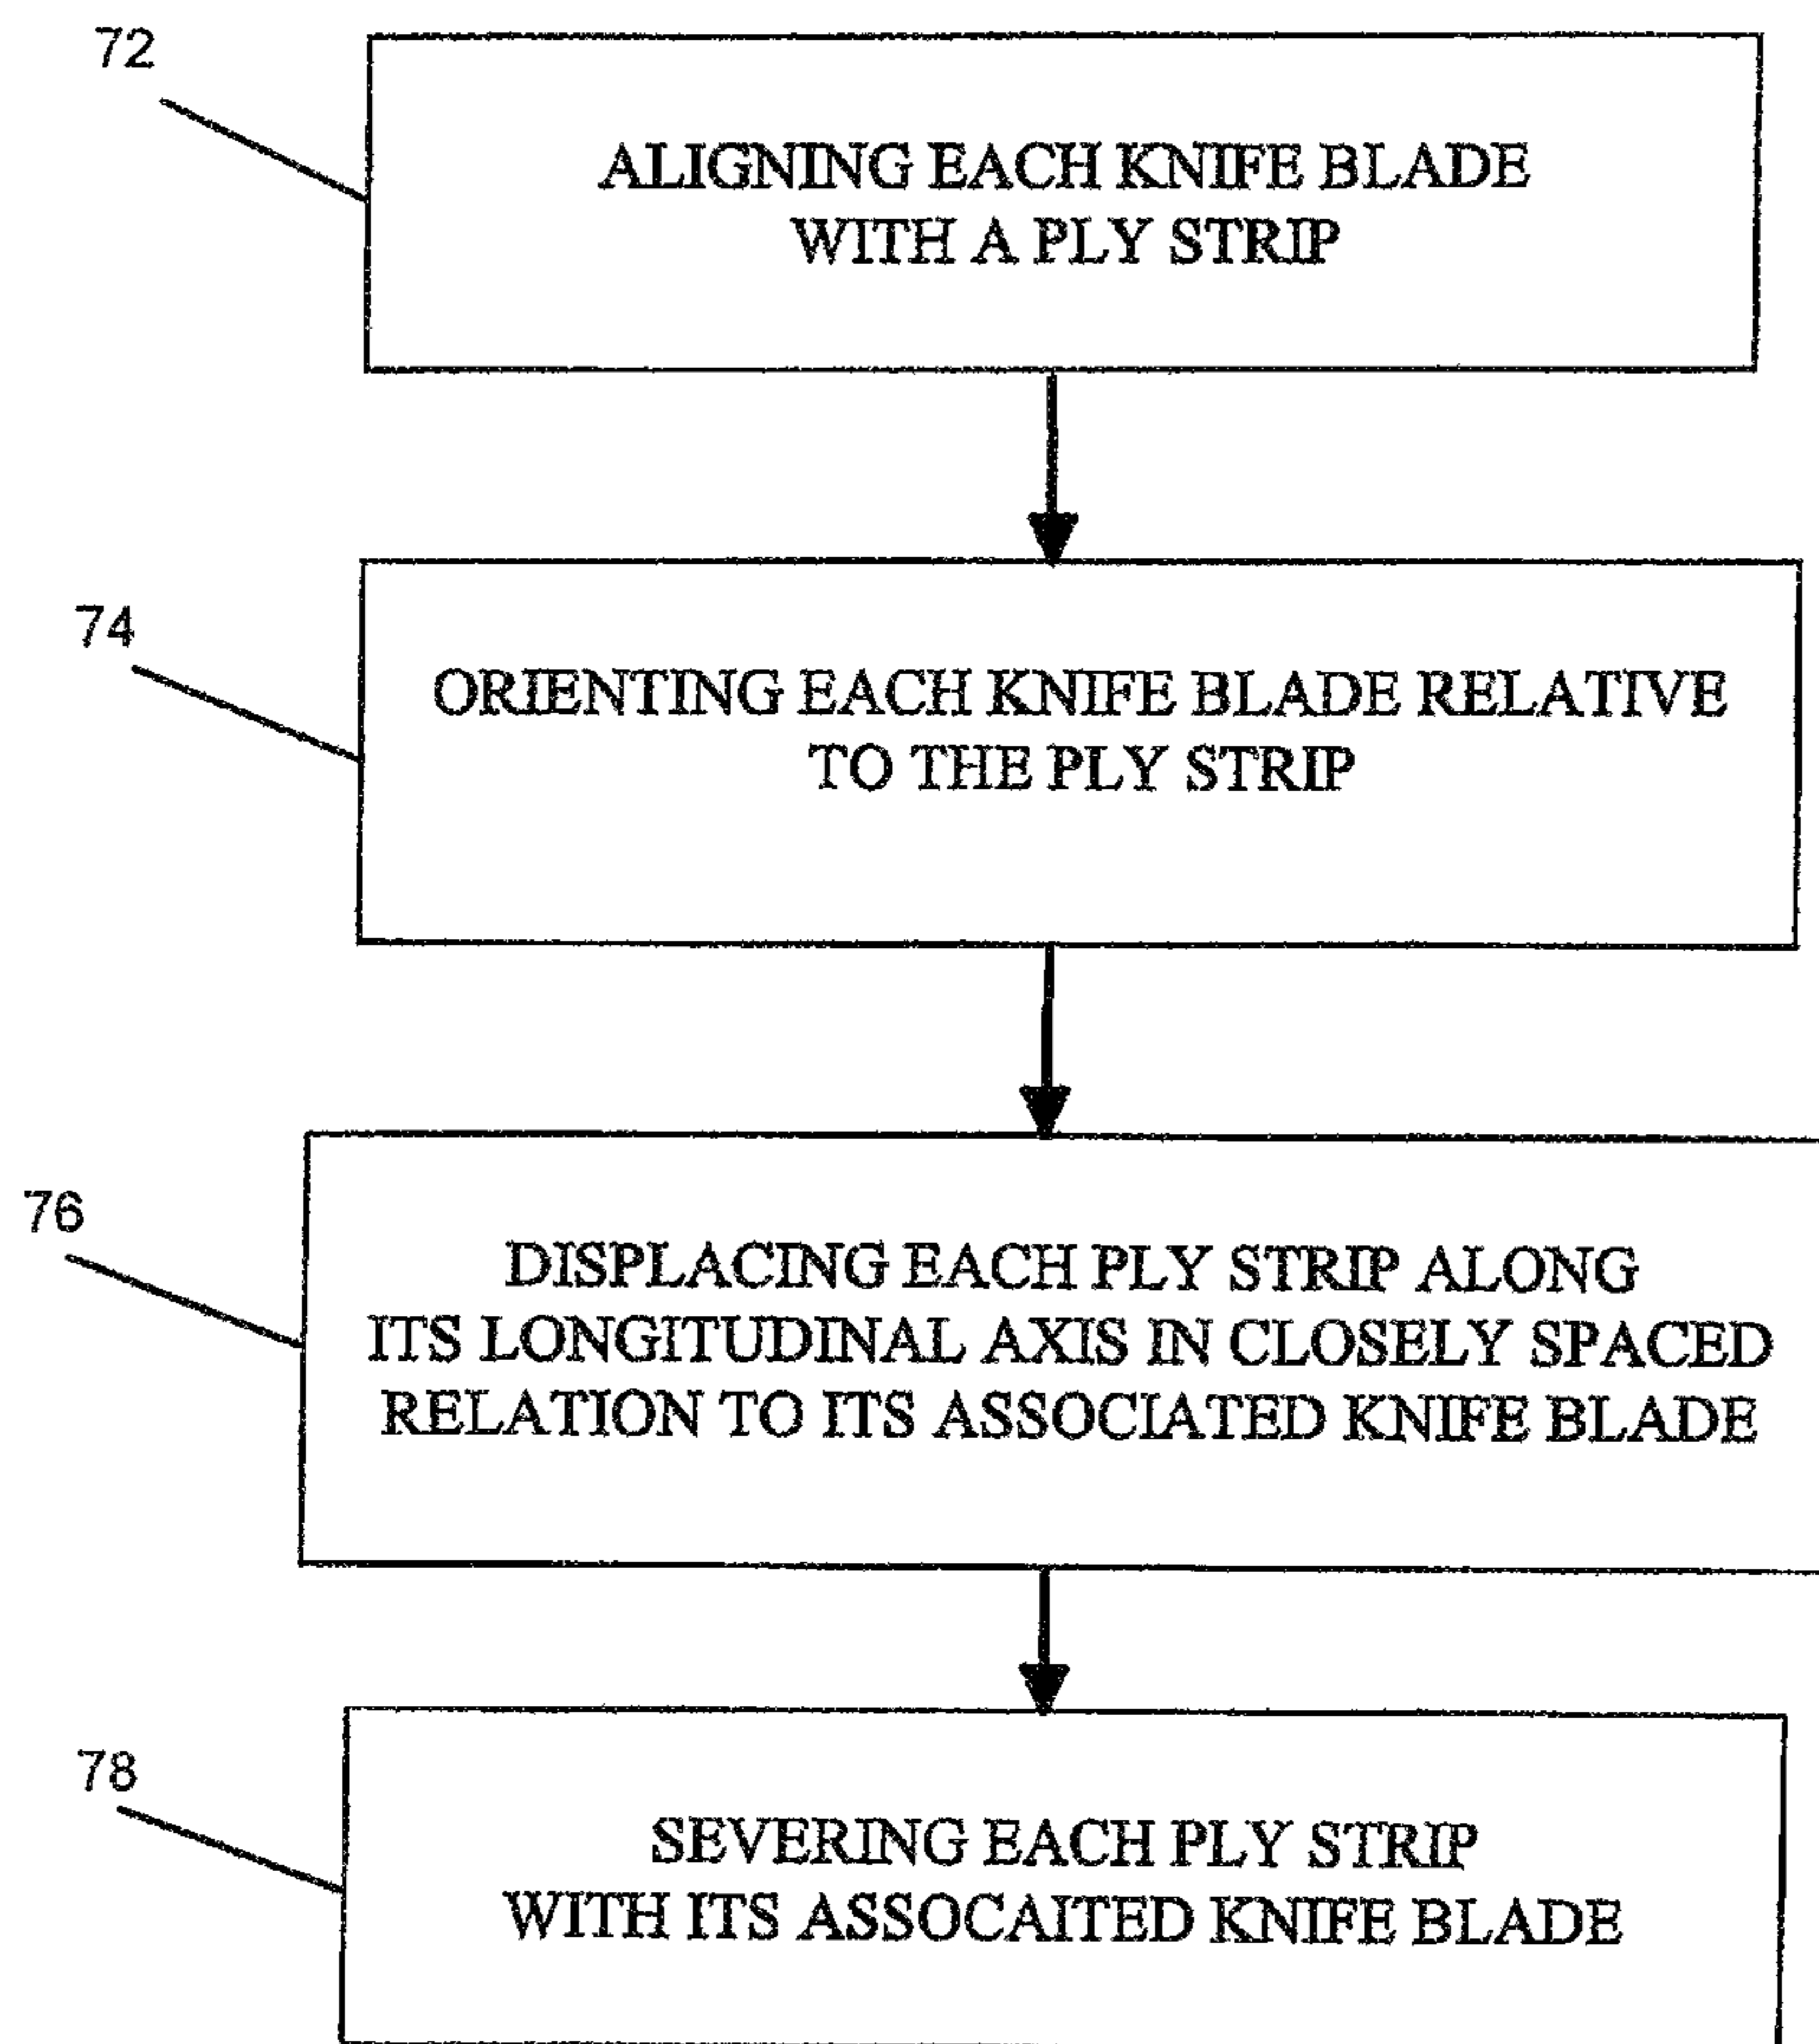 72
ALIGNING EACH KNIFE BLADE
WITH A PLY STRIP
74
ORIENTING EACH KNIFE BLADE RELATIVE
TO THE PLY STRIP
76
DISPLACING EACH PLY STRIP ALONG
ITS LONGITUDINAL AXIS IN CLOSELY SPACED
RELATION TO ITS ASSOCIATED KNIFE BLADE
78
SEVERING EACH PLY STRIP
WITH ITS ASSOCAITED KNIFE BLADE